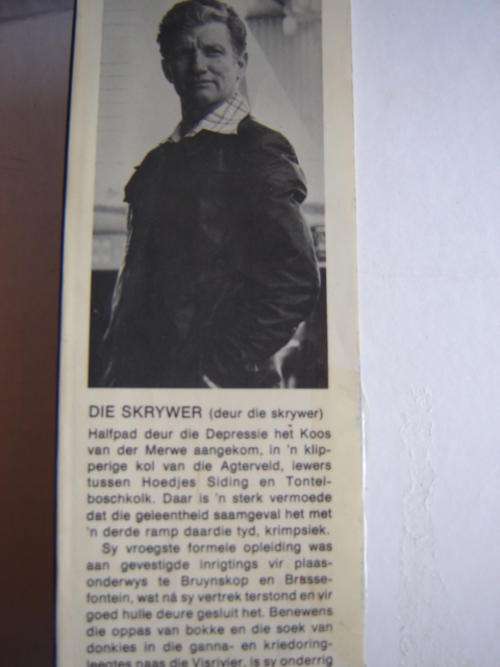 DIE SKRYWER (deur die skrywer)
Halfpad deur die Depressie het Koos
van der Merwe aangekom, in 'n klip-
perige kol van die Agterveld, iewers
tussen Hoedjes Siding en Tontel-
boschkolk. Daar is 'n sterk vermoede
dat die geleentheid saamgeval het met
'n derde ramp daardie tyd, krimpsiek.
Sy vroegste formele opleiding was
aan gevestigde inrigtings vir plaas-
onderwys te Bruynskop en Brasse-
fontein, wat ná sy vertrek terstond en vir
goed hulle deure gesluit het. Benewens
die oppas van bokke en die soek van
donkies in die ganna- en kriedoring-
leegtes naas die Visrivier, is sy onderrig